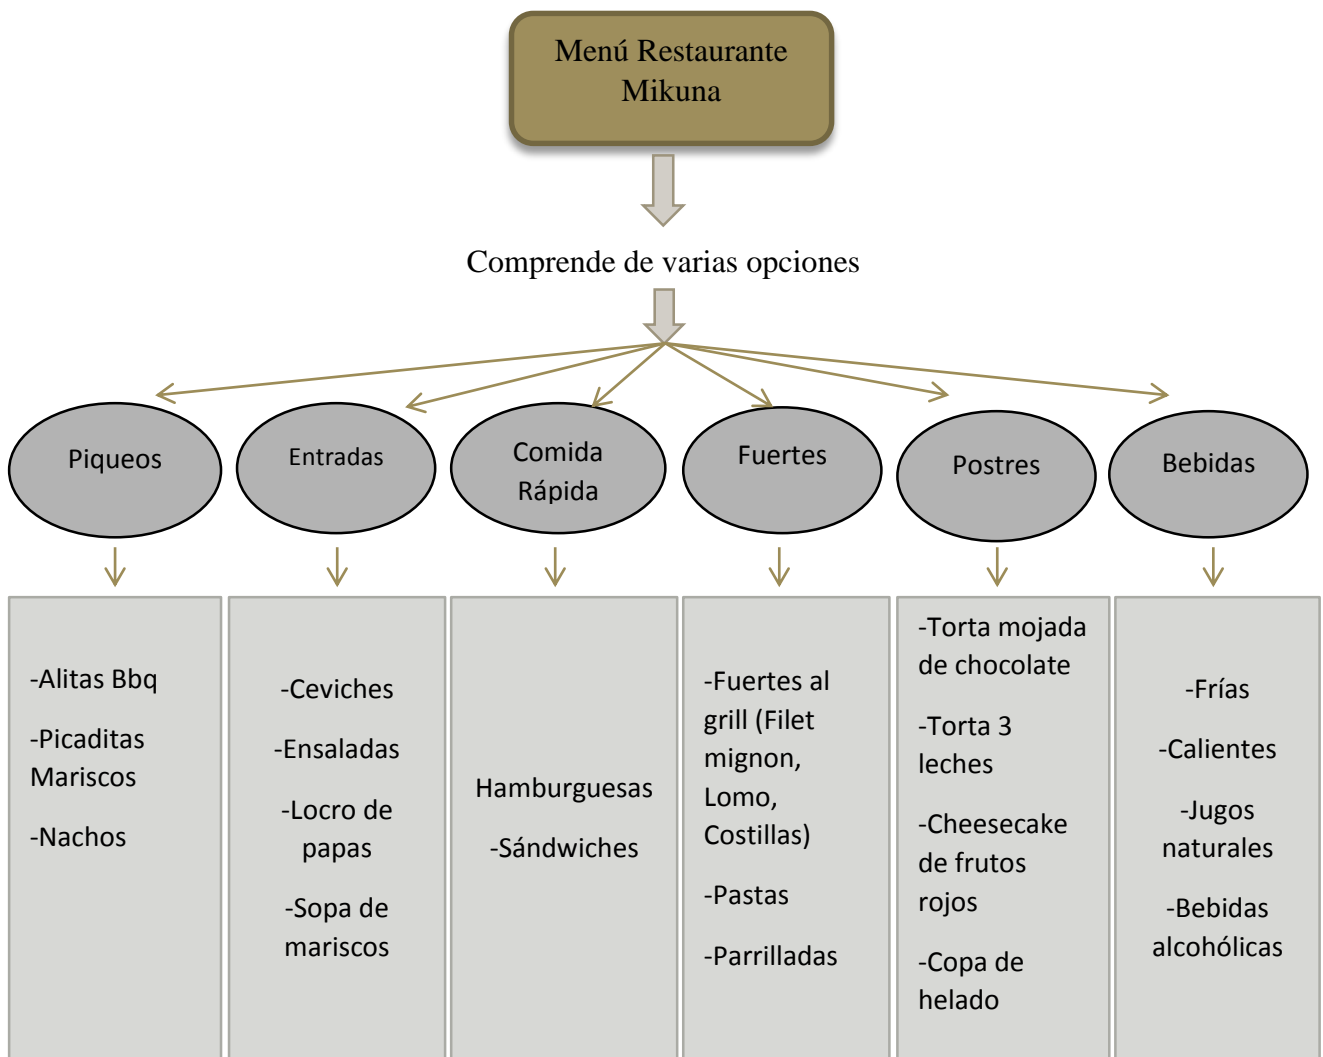 Menú Restaurante
Mikuna
Comprende de varias opciones
Piqueos
Entradas
Comida
Rápida
Fuertes
Postres
Bebidas
-Alitas Bbq
-Picaditas
Mariscos
-Nachos
-Ceviches
-Ensaladas
-Locro de
papas
-Sopa de
mariscos
Hamburguesas
-Sándwiches
-Fuertes al
grill (Filet
mignon,
Lomo,
Costillas)
-Pastas
-Parrilladas
-Torta mojada
de chocolate
-Torta 3
leches
-Cheesecake
de frutos
rojos
-Copa de
helado
-Frías
-Calientes
-Jugos
naturales
-Bebidas
alcohólicas